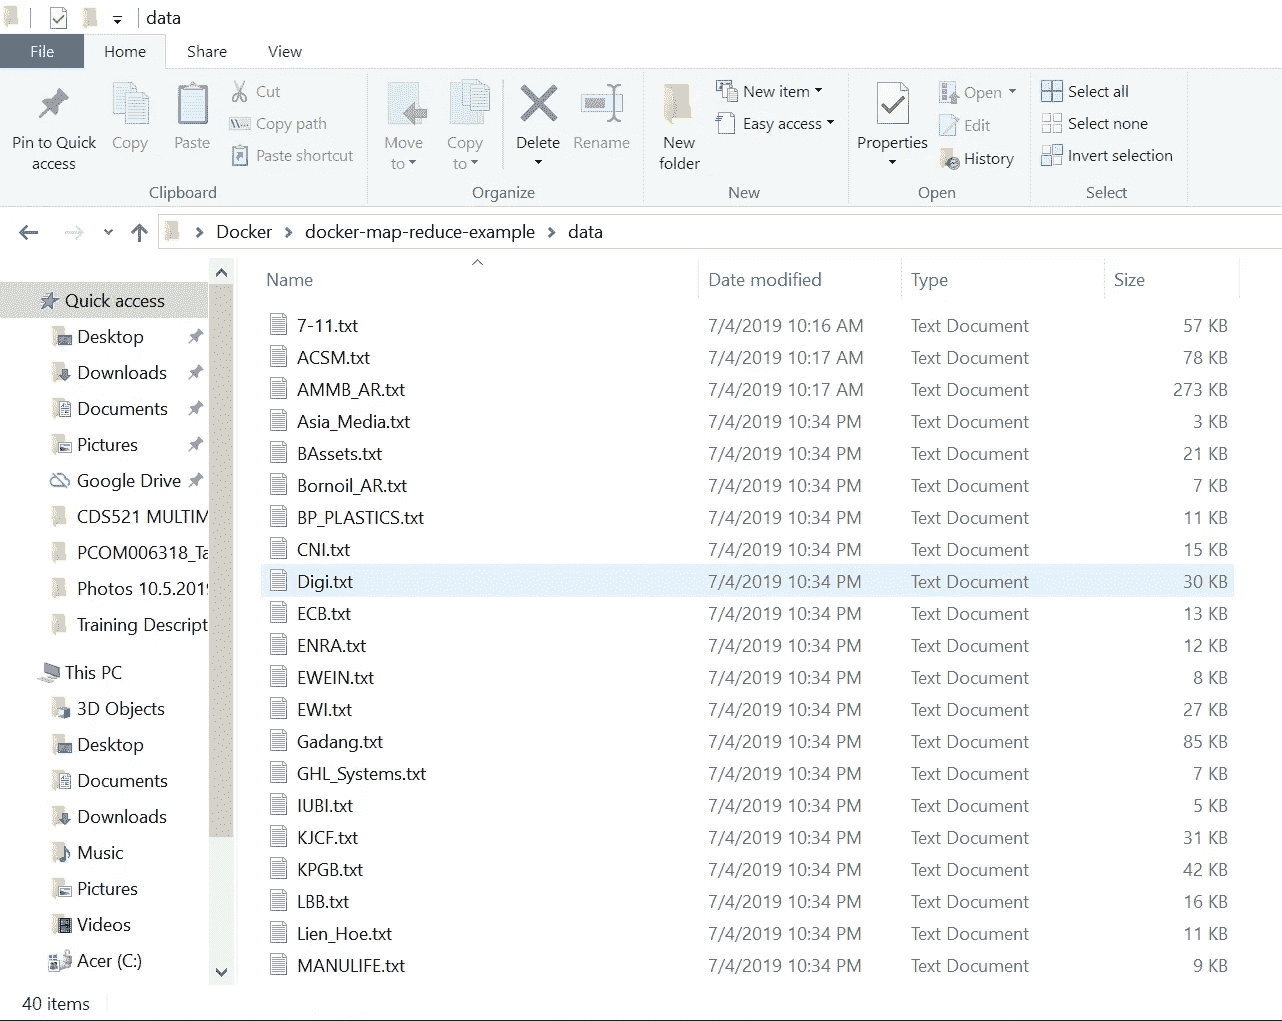 data
File Home Share View
Pin to Quick access
Copy
Paste
Cut
Copy path
Paste shortcut
Clipboard
Move to
Copy to
Delete
Rename
Organize
New folder
New item
Easy access
New
Properties
Open
Edit
History
Open
Select all
Select none
Invert selection
Select
Docker docker-map-reduce-example data
Quick access
Desktop
Downloads
Documents
Pictures
Google Drive
CDS521 MULTIM
PCOM006318_Ta
Photos 10.5.2019
Training Descript
This PC
3D Objects
Desktop
Documents
Downloads
Music
Pictures
Videos
Acer (C:)
Name Date modified Type Size
7-11.txt 7/4/2019 10:16 AM Text Document 57 KB
ACSM.txt 7/4/2019 10:17 AM Text Document 78 KB
AMMB_AR.txt 7/4/2019 10:17 AM Text Document 273 KB
Asia_Media.txt 7/4/2019 10:34 PM Text Document 3 KB
BAssets.txt 7/4/2019 10:34 PM Text Document 21 KB
Bornoil_AR.txt 7/4/2019 10:34 PM Text Document 7 KB
BP_PLASTICS.txt 7/4/2019 10:34 PM Text Document 11 KB
CNI.txt 7/4/2019 10:34 PM Text Document 15 KB
Digi.txt 7/4/2019 10:34 PM Text Document 30 KB
ECB.txt 7/4/2019 10:34 PM Text Document 13 KB
ENRA.txt 7/4/2019 10:34 PM Text Document 12 KB
EWEIN.txt 7/4/2019 10:34 PM Text Document 8 KB
EWI.txt 7/4/2019 10:34 PM Text Document 27 KB
Gadang.txt 7/4/2019 10:34 PM Text Document 85 KB
GHL_Systems.txt 7/4/2019 10:34 PM Text Document 7 KB
IUBI.txt 7/4/2019 10:34 PM Text Document 5 KB
KJCF.txt 7/4/2019 10:34 PM Text Document 31 KB
KPGB.txt 7/4/2019 10:34 PM Text Document 42 KB
LBB.txt 7/4/2019 10:34 PM Text Document 16 KB
Lien_Hoe.txt 7/4/2019 10:34 PM Text Document 11 KB
MANULIFE.txt 7/4/2019 10:34 PM Text Document 9 KB
40 items